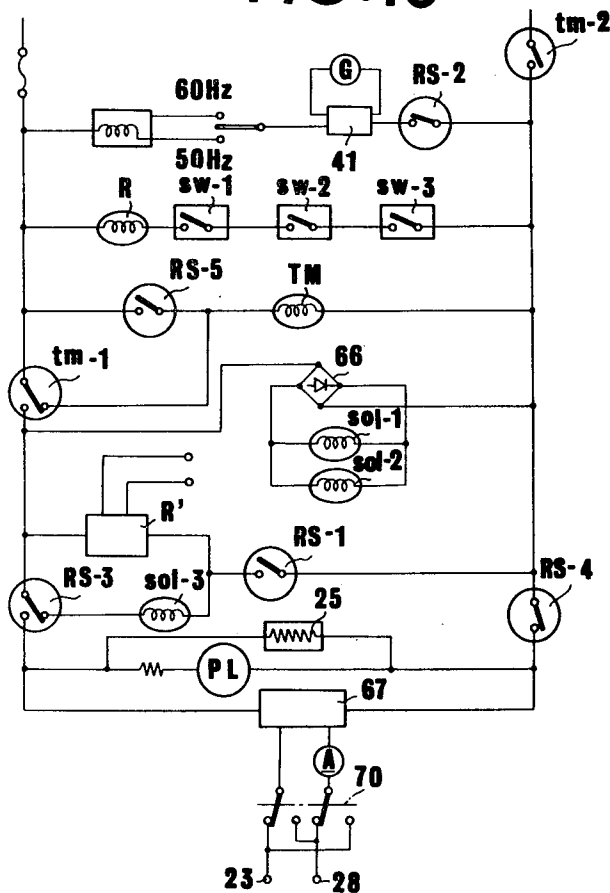 tm-2
60Hz
G
RS-2
50Hz
41
R
sw-1
sw-2
sw-3
RS-5
TM
tm-1
66
sol-1
sol-2
R'
RS-1
RS-3
sol-3
RS-4
25
PL
67
A
70
23
28